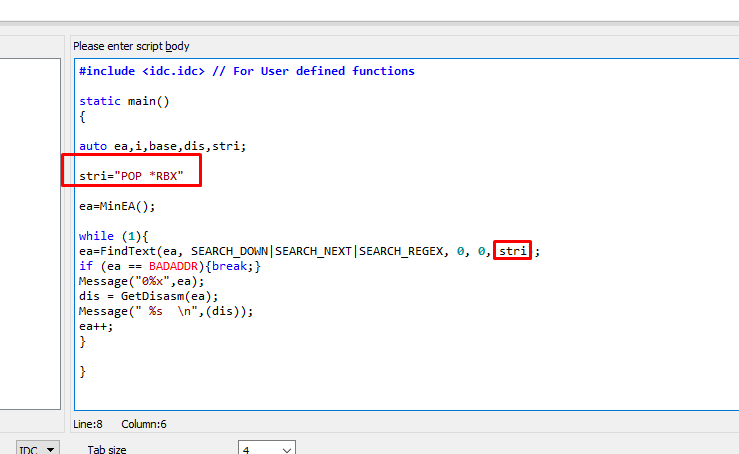 Please enter script body
#include <idc.idc> // For User defined functions
static main()
{
auto ea,i,base,dis,stri;
stri="POP *RBX"
ea=MinEA();
while (1){
ea=FindText(ea, SEARCH_DOWN|SEARCH_NEXT|SEARCH_REGEX, 0, 0, stri;
if (ea == BADADDR){break;}
Message("0%x",ea);
dis = GetDisasm(ea);
Message(" %s  \n",(dis));
ea++;
}
}
Line:8 Column:6
IDC Tab size 4